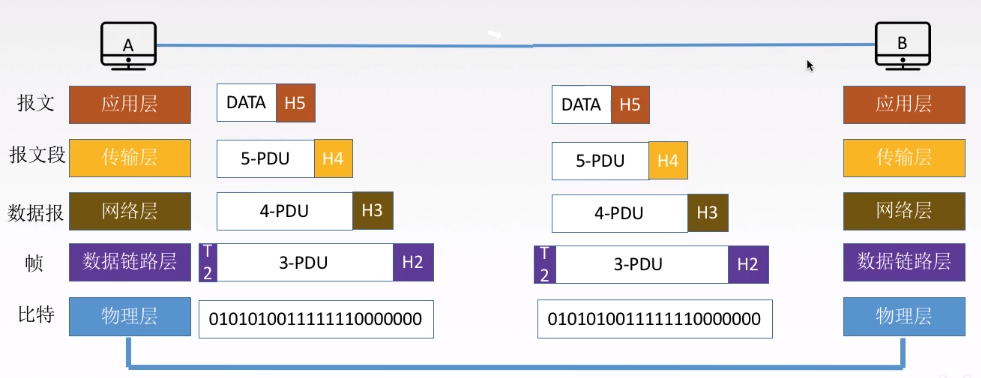 A B
报文 应用层 DATA H5 DATA H5 应用层
报文段 传输层 5-PDU H4 5-PDU H4 传输层
数据报 网络层 4-PDU H3 4-PDU H3 网络层
帧 数据链路层 T2 3-PDU H2 T2 3-PDU H2 数据链路层
比特 物理层 0101010011111110000000 0101010011111110000000 物理层